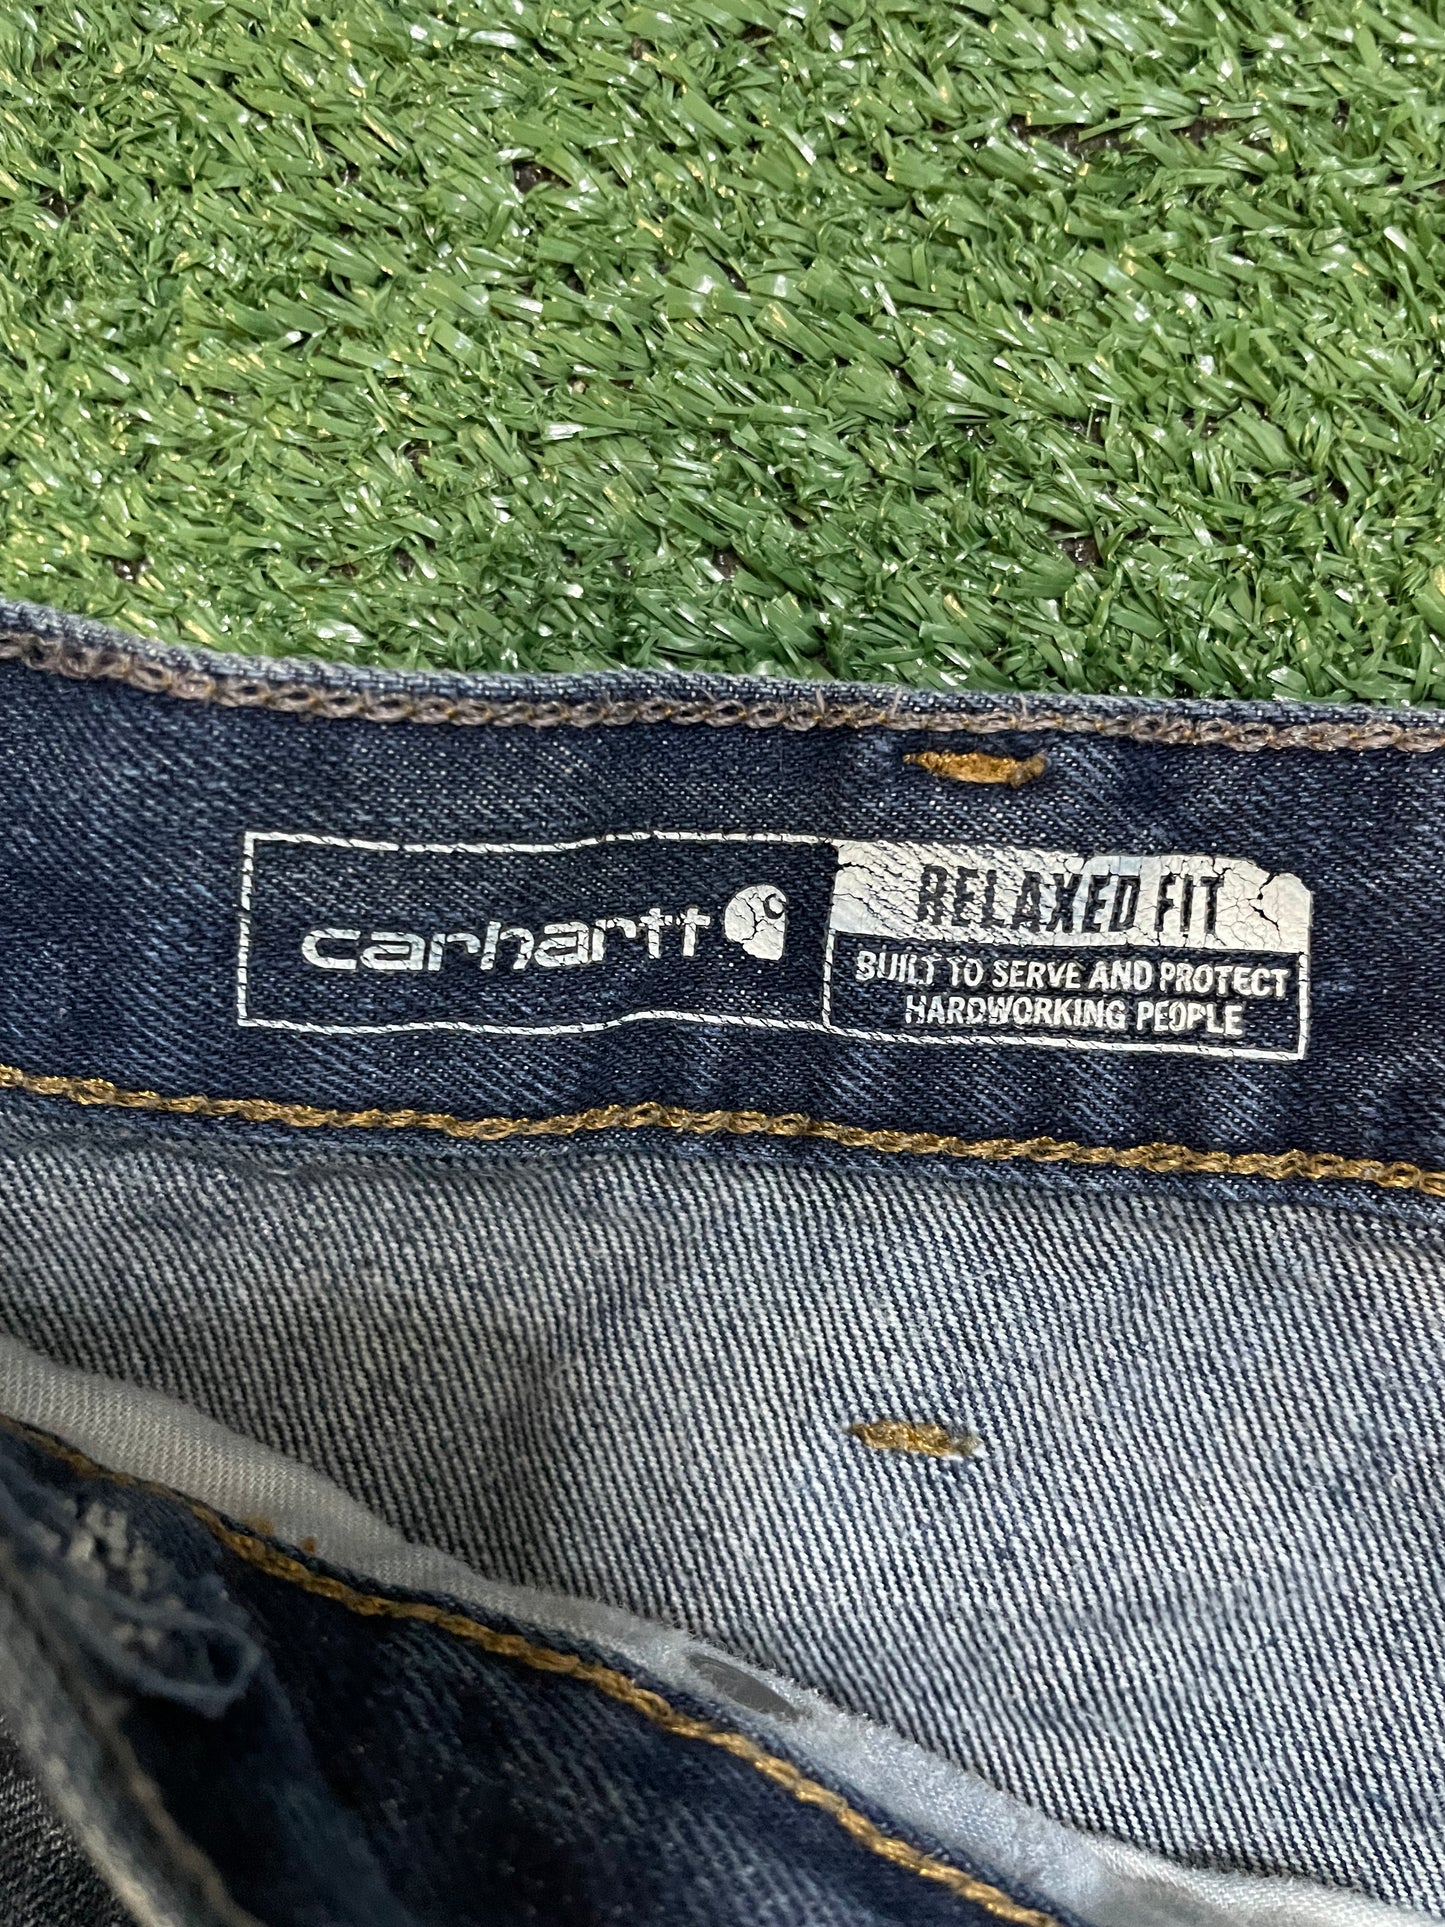 carhartt
RELAXED FIT
BUILT TO SERVE AND PROTECT
HARDWORKING PEOPLE